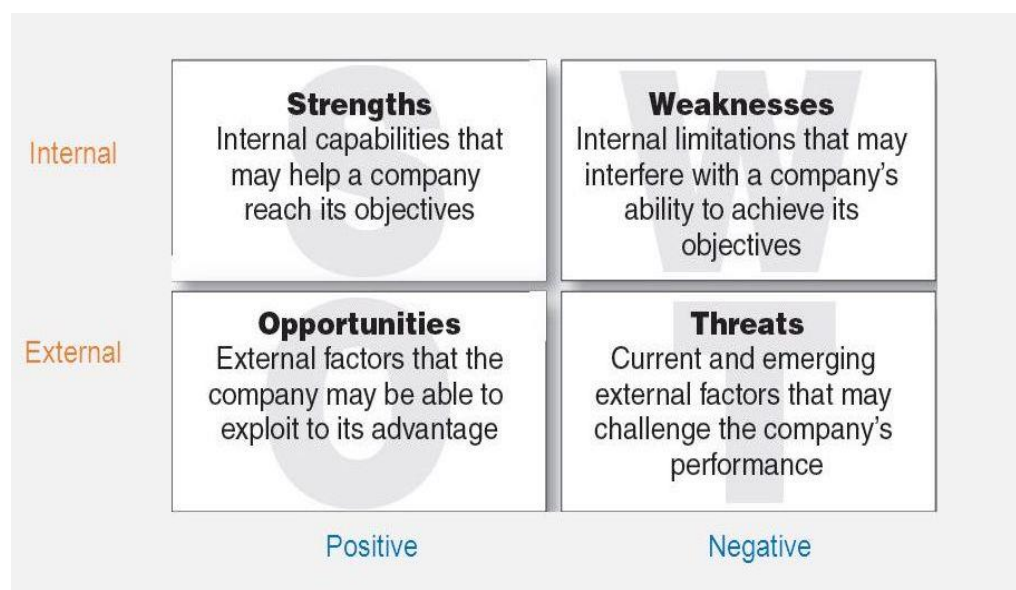 Internal
Strengths
Internal capabilities that
may help a company
reach its objectives
Weaknesses
Internal limitations that may
interfere with a company's
ability to achieve its
objectives
External
Opportunities
External factors that the
company may be able to
exploit to its advantage
Threats
Current and emerging
external factors that may
challenge the company's
performance
Positive
Negative
S
W
O
T